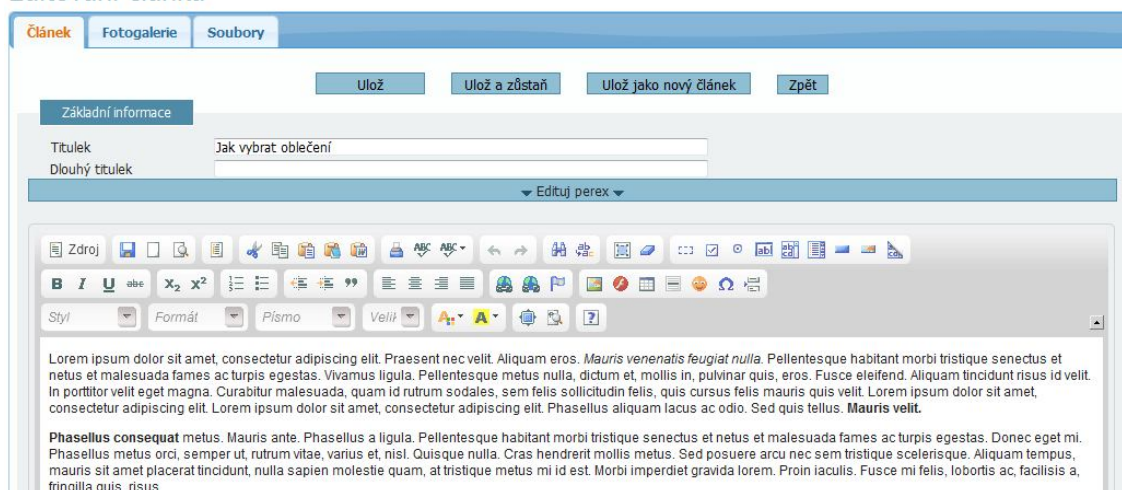 Článek Fotogalerie Soubory
Ulož Ulož a zůstaň Ulož jako nový článek Zpět
Základní informace
Titulek Jak vybrat oblečení
Dlouhý titulek
Edituj perex
Zdroj
Styl Formát Písmo
Lorem ipsum dolor sit amet, consectetur adipiscing elit. Praesent nec velit. Aliquam eros. Mauris venenatis feugiat nulla. Pellentesque habitant morbi tristique senectus et
netus et malesuada fames ac turpis egestas. Vivamus ligula. Pellentesque metus nulla, dictum et, mollis in, pulvinar quis, eros. Fusce eleifend. Aliquam tincidunt risus id velit.
In porttitor velit eget magna. Curabitur malesuada, quam id rutrum sodales, sem felis sollicitudin felis, quis cursus felis mauris quis velit. Lorem ipsum dolor sit amet,
consectetur adipiscing elit. Lorem ipsum dolor sit amet, consectetur adipiscing elit. Phasellus aliquam lacus ac odio. Sed quis tellus. Mauris velit.
Phasellus consequat metus. Mauris ante. Phasellus a ligula. Pellentesque habitant morbi tristique senectus et netus et malesuada fames ac turpis egestas. Donec eget mi.
Phasellus metus orci, semper ut, rutrum vitae, varius et, nisl. Quisque nulla. Cras hendrerit mollis metus. Sed posuere arcu nec sem tristique scelerisque. Aliquam tempus,
mauris sit amet placerat tincidunt, nulla sapien molestie quam, at tristique metus mi id est. Morbi imperdiet gravida lorem. Proin iaculis. Fusce mi felis, lobortis ac, facilisis a,
fringilla quis, risus